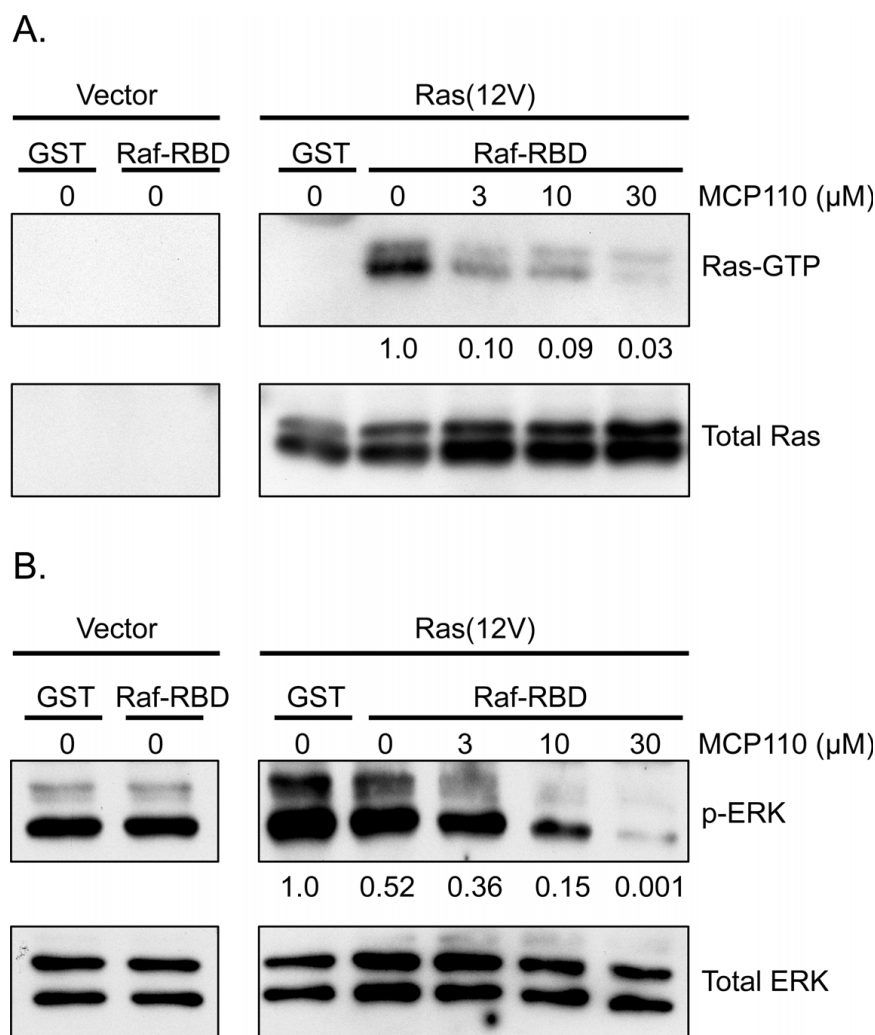 A.
Vector Ras(12V)
GST Raf-RBD GST Raf-RBD
0 0 0 0 3 10 30 MCP110 (µM)
Ras-GTP
1.0 0.10 0.09 0.03
Total Ras
B.
Vector Ras(12V)
GST Raf-RBD GST Raf-RBD
0 0 0 0 3 10 30 MCP110 (µM)
p-ERK
1.0 0.52 0.36 0.15 0.001
Total ERK